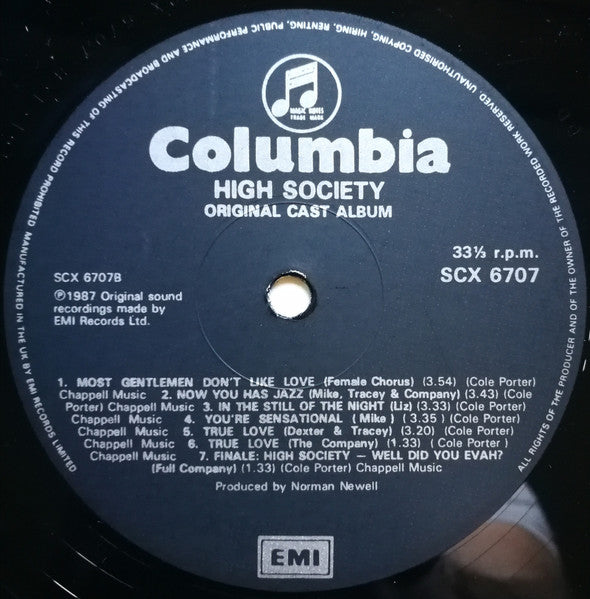 MAGIC NOTES
TRADE MARK
Columbia
HIGH SOCIETY
ORIGINAL CAST ALBUM
33⅓ r.p.m.
SCX 6707B
SCX 6707
℗1987 Original sound
recordings made by
EMI Records Ltd.
1. MOST GENTLEMEN DON'T LIKE LOVE (Female Chorus) (3.54) (Cole Porter)
Chappell Music 2. NOW YOU HAS JAZZ (Mike, Tracey & Company) (3.43) (Cole
Porter) Chappell Music 3. IN THE STILL OF THE NIGHT (Liz) (3.33) (Cole Porter)
Chappell Music 4. YOU'RE SENSATIONAL ( Mike ) ( 3.35 ) ( Cole Porter)
Chappell Music 5. TRUE LOVE (Dexter & Tracey) (3.20) (Cole Porter)
Chappell Music 6. TRUE LOVE (The Company) (1.33) ( Cole Porter )
Chappell Music 7. FINALE: HIGH SOCIETY — WELL DID YOU EVAH?
(Full Company) (1.33) (Cole Porter) Chappell Music
Produced by Norman Newell
EMI
MANUFACTURED IN THE UK BY EMI RECORDS LIMITED
ALL RIGHTS OF THE PRODUCER AND OF THE OWNER OF THE RECORDED WORK RESERVED. UNAUTHORISED COPYING, HIRING, RENTING, PUBLIC PERFORMANCE AND BROADCASTING OF THIS RECORD PROHIBITED